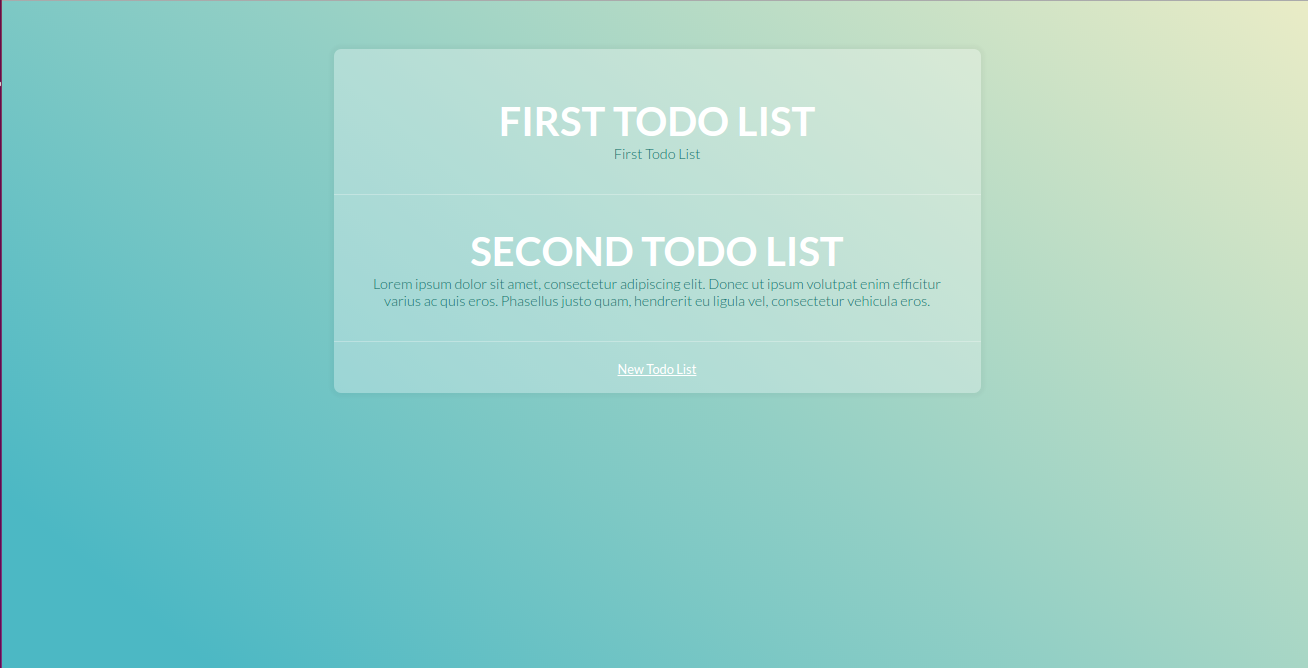 FIRST TODO LIST
First Todo List
SECOND TODO LIST
Lorem ipsum dolor sit amet, consectetur adipiscing elit. Donec ut ipsum volutpat enim efficitur
varius ac quis eros. Phasellus justo quam, hendrerit eu ligula vel, consectetur vehicula eros.
New Todo List